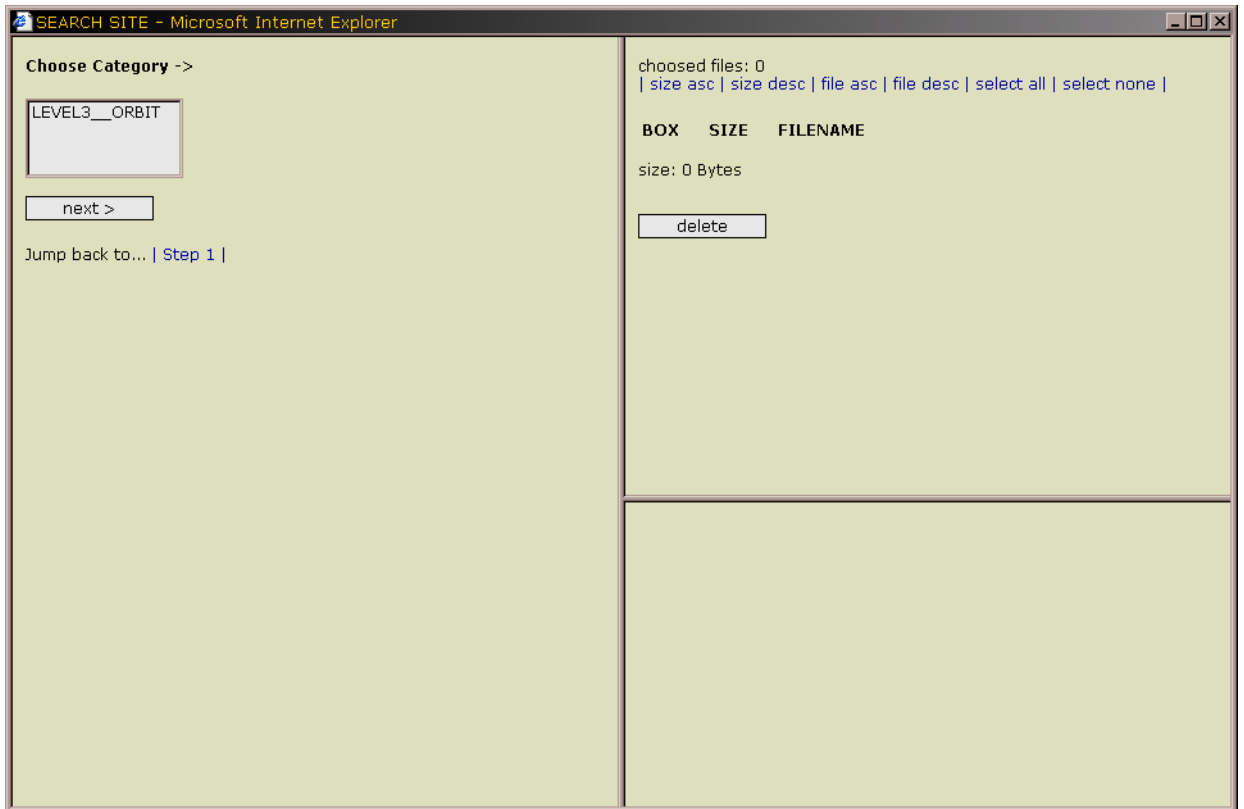 SEARCH SITE - Microsoft Internet Explorer
Choose Category ->
LEVEL3__ORBIT
next >
Jump back to... | Step 1 |
choosed files: 0
| size asc | size desc | file asc | file desc | select all | select none |
BOX SIZE FILENAME
size: 0 Bytes
delete